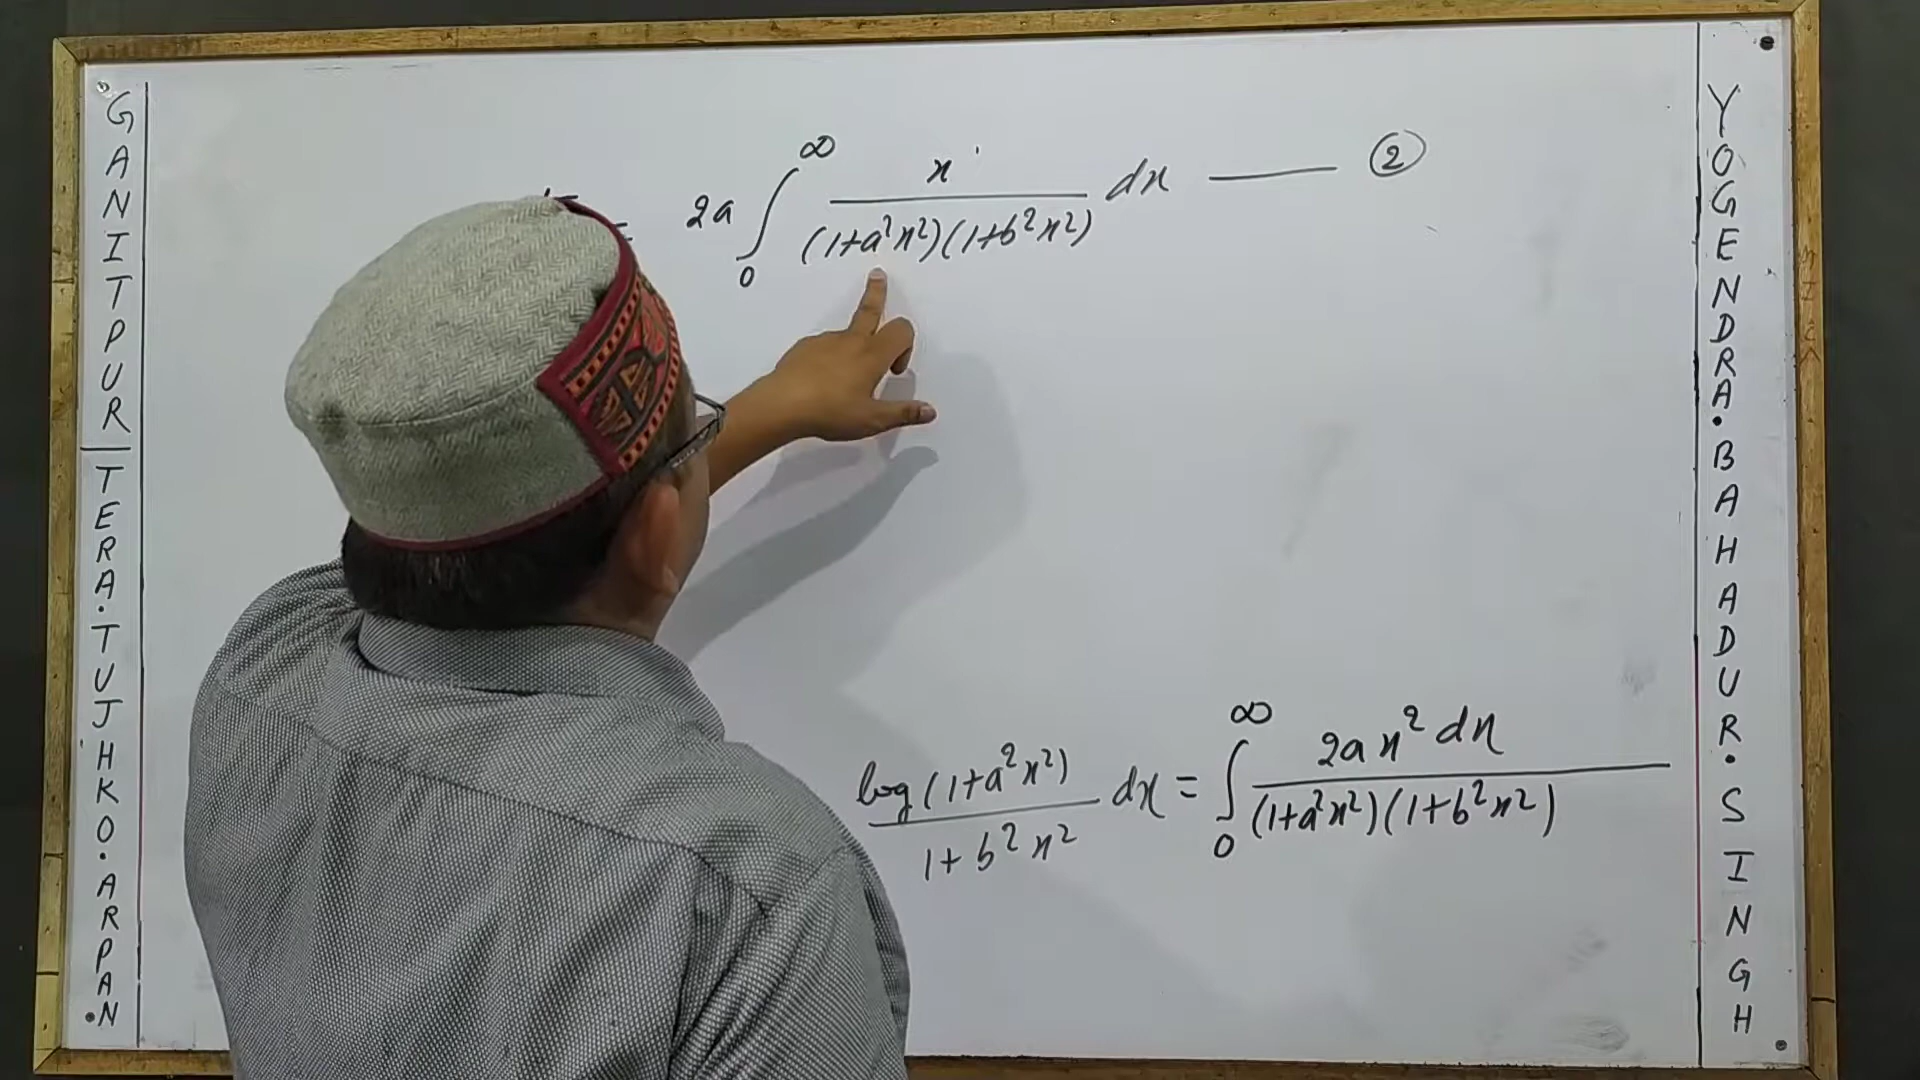 GANITPUR | TERA.TUJHKO.ARPAN.
2a ∫₀^∞ x / (1+a²x²)(1+b²x²) dx —— ②
log(1+a²x²) / 1+b²x² dx = ∫₀^∞ 2ax² dx / (1+a²x²)(1+b²x²)
YOGENDRA.BAHADUR.SINGH